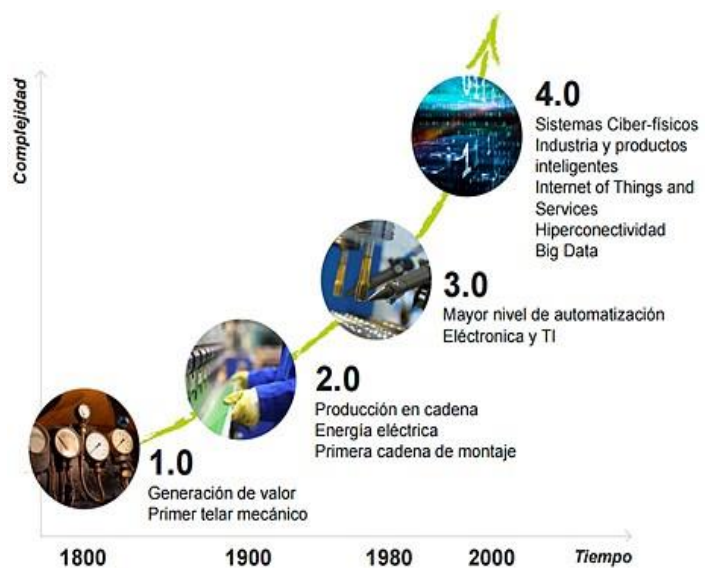 Complejidad
4.0
Sistemas Ciber-físicos
Industria y productos
inteligentes
Internet of Things and
Services
Hiperconectividad
Big Data
3.0
Mayor nivel de automatización
Eléctronica y TI
2.0
Producción en cadena
Energía eléctrica
Primera cadena de montaje
1.0
Generación de valor
Primer telar mecánico
1800 1900 1980 2000 Tiempo